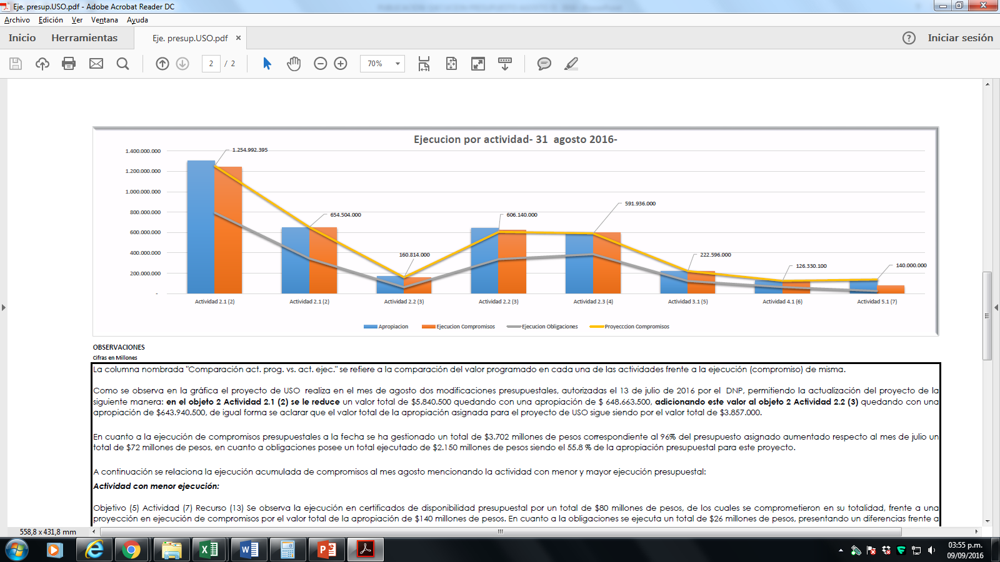 Eje. presup.USO.pdf - Adobe Acrobat Reader DC
Archivo Edición Ver Ventana Ayuda
Inicio Herramientas Eje. presup.USO.pdf × Iniciar sesión
2 / 2 70%
Ejecucion por actividad- 31 agosto 2016-
1.400.000.000
1.200.000.000
1.000.000.000
800.000.000
600.000.000
400.000.000
200.000.000
-
1.254.992.395
654.504.000
160.814.000
606.140.000
591.936.000
222.596.000
126.330.100
140.000.000
Actividad 2.1 (2) Actividad 2.1 (2) Actividad 2.2 (3) Actividad 2.2 (3) Actividad 2.3 (4) Actividad 3.1 (5) Actividad 4.1 (6) Actividad 5.1 (7)
Apropiacion Ejecucion Compromisos Ejecucion Obligaciones Proyecccion Compromisos
OBSERVACIONES
Cifras en Millones
La columna nombrada "Comparación act. prog. vs. act. ejec." se refiere a la comparación del valor programado en cada una de las actividades frente a la ejecución (compromiso) de misma.
Como se observa en la gráfica el proyecto de USO realiza en el mes de agosto dos modificaciones presupuestales, autorizadas el 13 de julio de 2016 por el DNP, permitiendo la actualización del proyecto de la
siguiente manera: en el objeto 2 Actividad 2.1 (2) se le reduce un valor total de $5.840.500 quedando con una apropiación de $ 648.663.500, adicionando este valor al objeto 2 Actividad 2.2 (3) quedando con una
apropiación de $643.940.500, de igual forma se aclarar que el valor total de la apropiación asignada para el proyecto de USO sigue siendo por el valor total de $3.857.000.
En cuanto a la ejecución de compromisos presupuestales a la fecha se ha gestionado un total de $3.702 millones de pesos correspondiente al 96% del presupuesto asignado aumentado respecto al mes de julio un
total de $72 millones de pesos, en cuanto a obligaciones posee un total ejecutado de $2.150 millones de pesos siendo el 55.8 % de la apropiación presupuestal para este proyecto.
A continuación se relaciona la ejecución acumulada de compromisos al mes agosto mencionando la actividad con menor y mayor ejecución presupuestal:
Actividad con menor ejecución:
Objetivo (5) Actividad (7) Recurso (13) Se observa la ejecución en certificados de disponibilidad presupuestal por un total de $80 millones de pesos, de los cuales se comprometieron en su totalidad, frente a una
proyección en ejecución de compromisos por el valor total de la apropiación de $140 millones de pesos. En cuanto a la obligaciones se ejecuta un total de $26 millones de pesos, presentando un diferencias frente a
558,8 x 431,8 mm
03:55 p.m.
09/09/2016